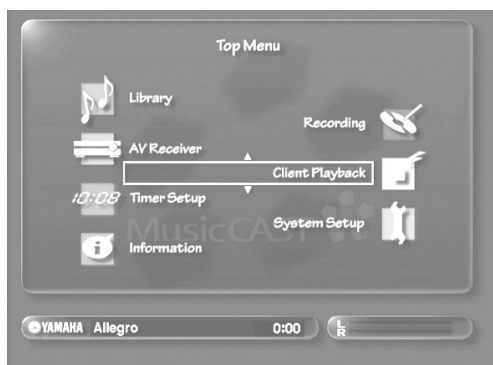 Top Menu
Library
Recording
AV Receiver
Client Playback
10:08 Timer Setup
System Setup
MusicCAST
Information
YAMAHA Allegro 0:00 L
R